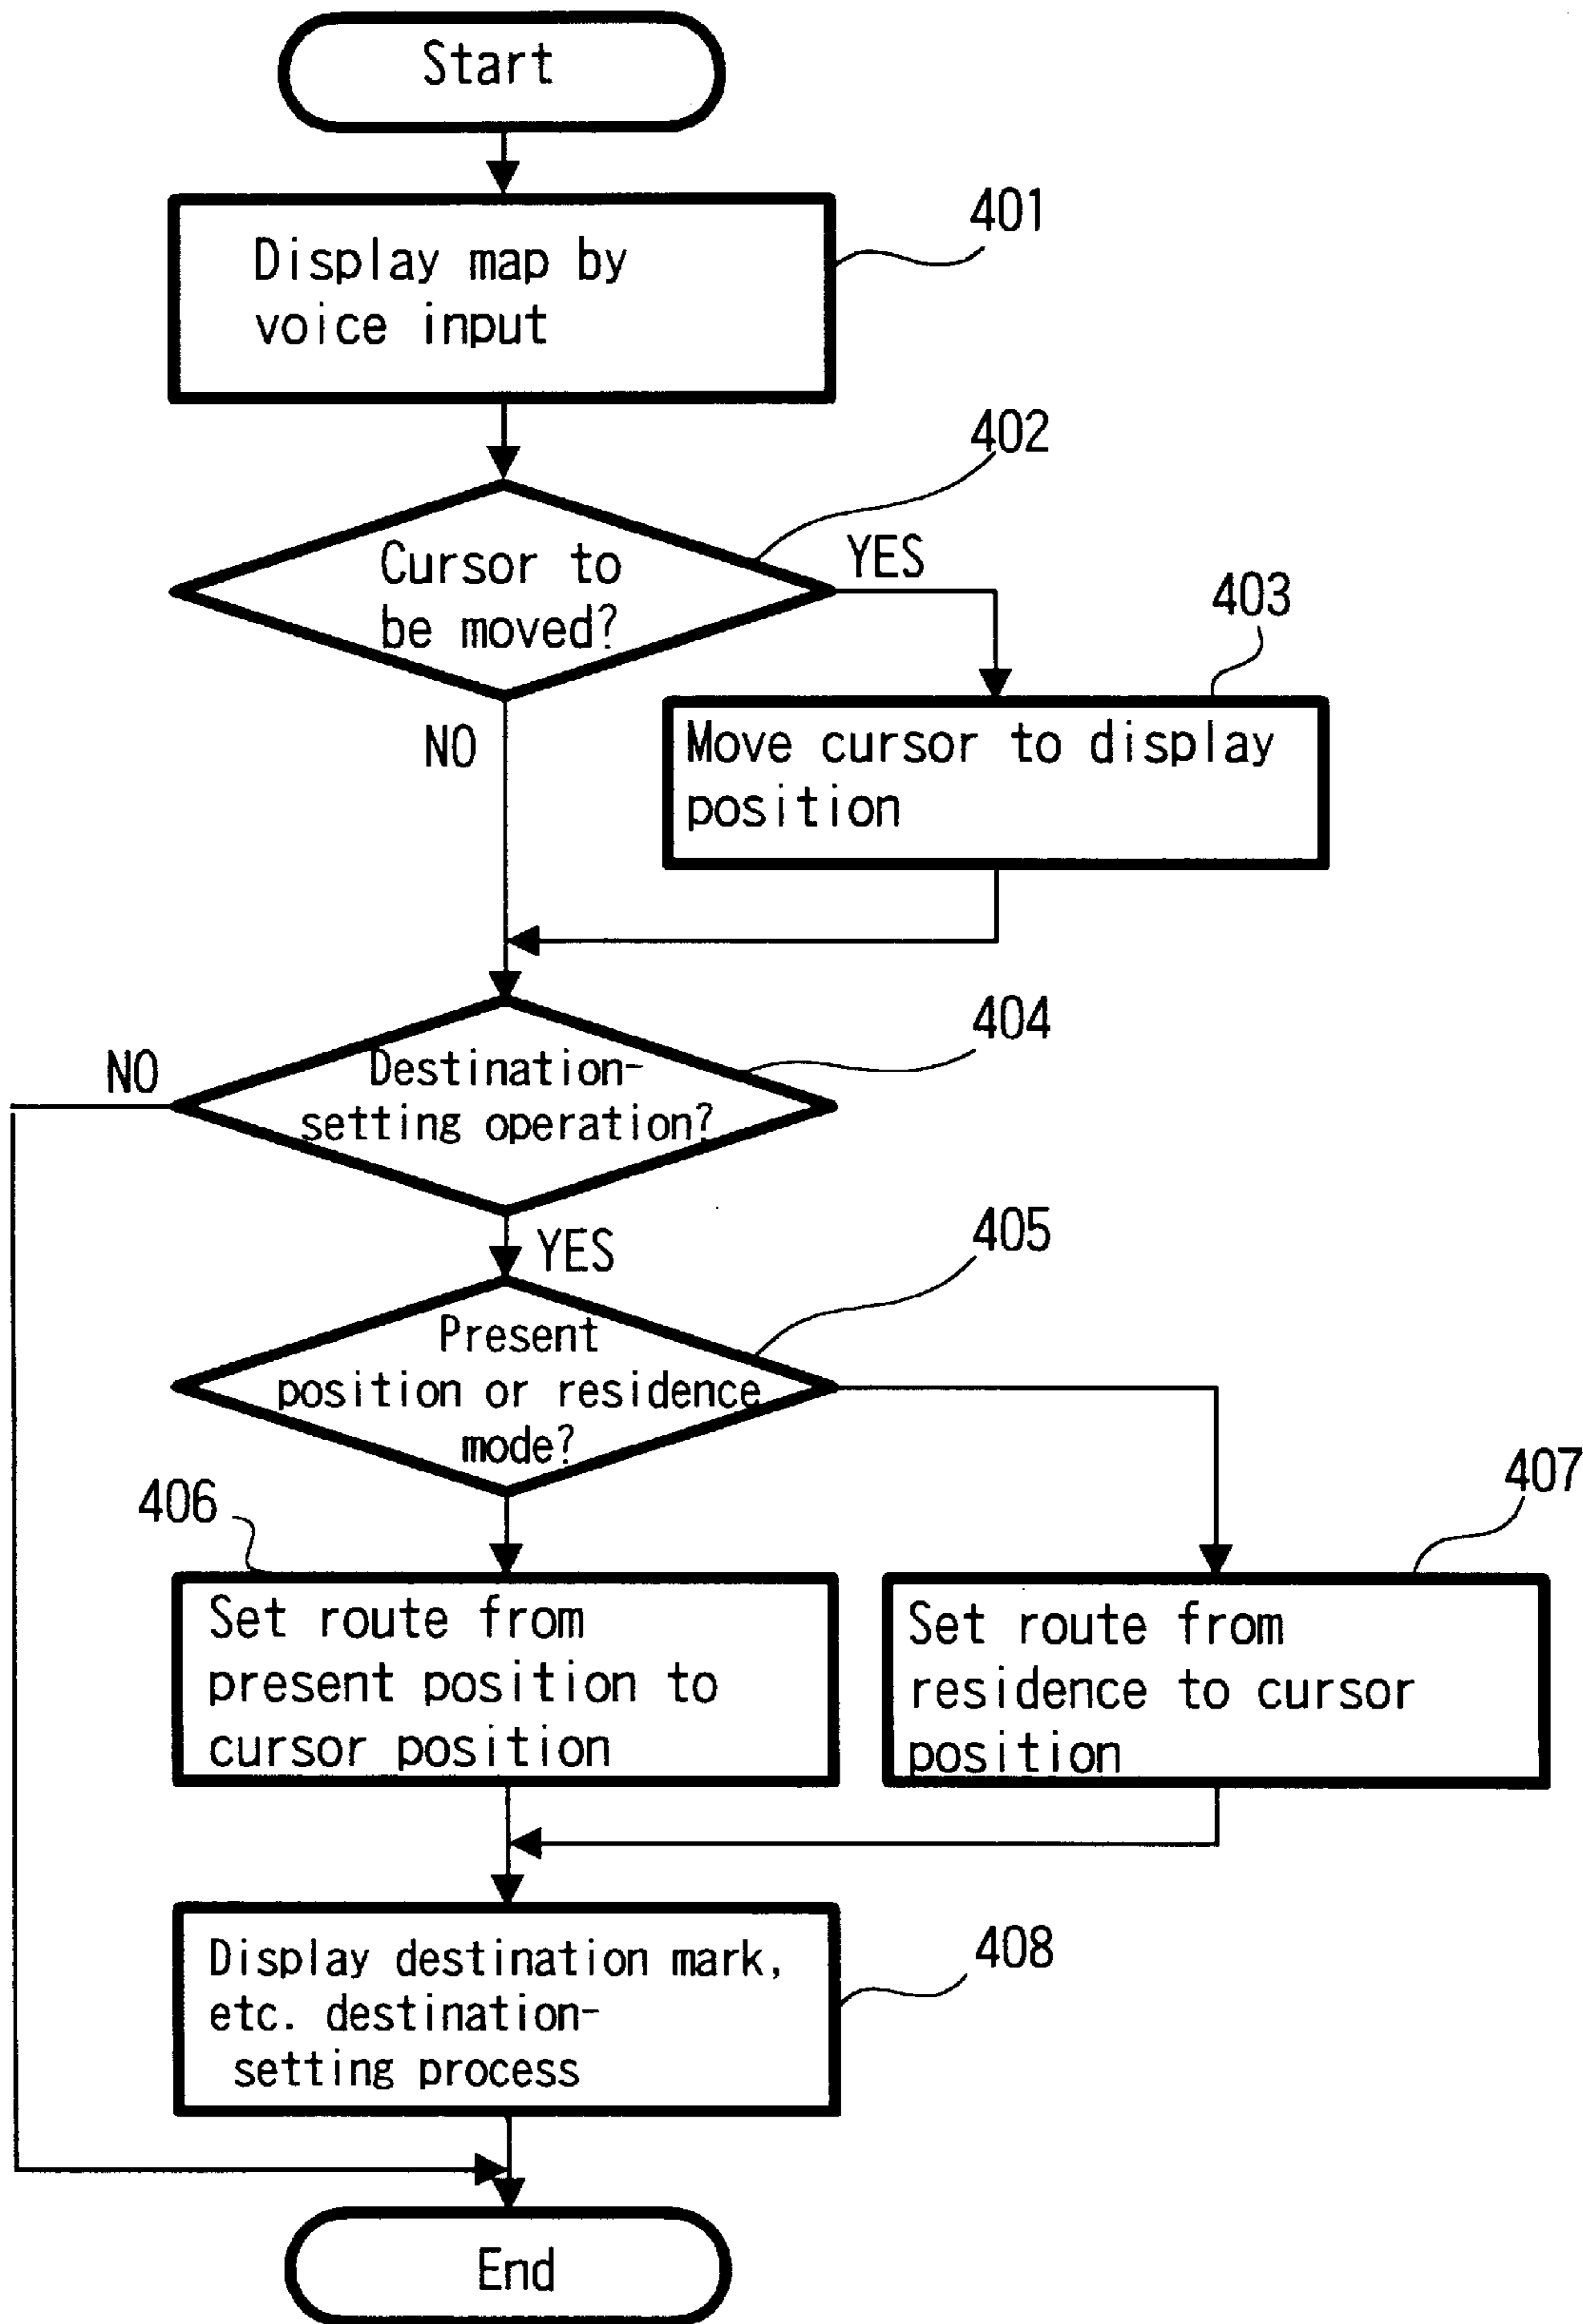 Start
401
Display map by
voice input
402
Cursor to
be moved?
YES
403
NO
Move cursor to display
position
404
NO
Destination-
setting operation?
YES
405
Present
position or residence
mode?
406
407
Set route from
present position to
cursor position
Set route from
residence to cursor
position
408
Display destination mark,
etc. destination-
setting process
End